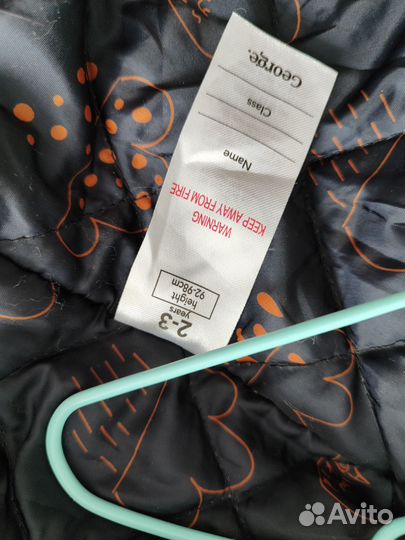 George.
Class
Name
WARNING
KEEP AWAY FROM FIRE
2-3
years
height
92-98cm
Avito